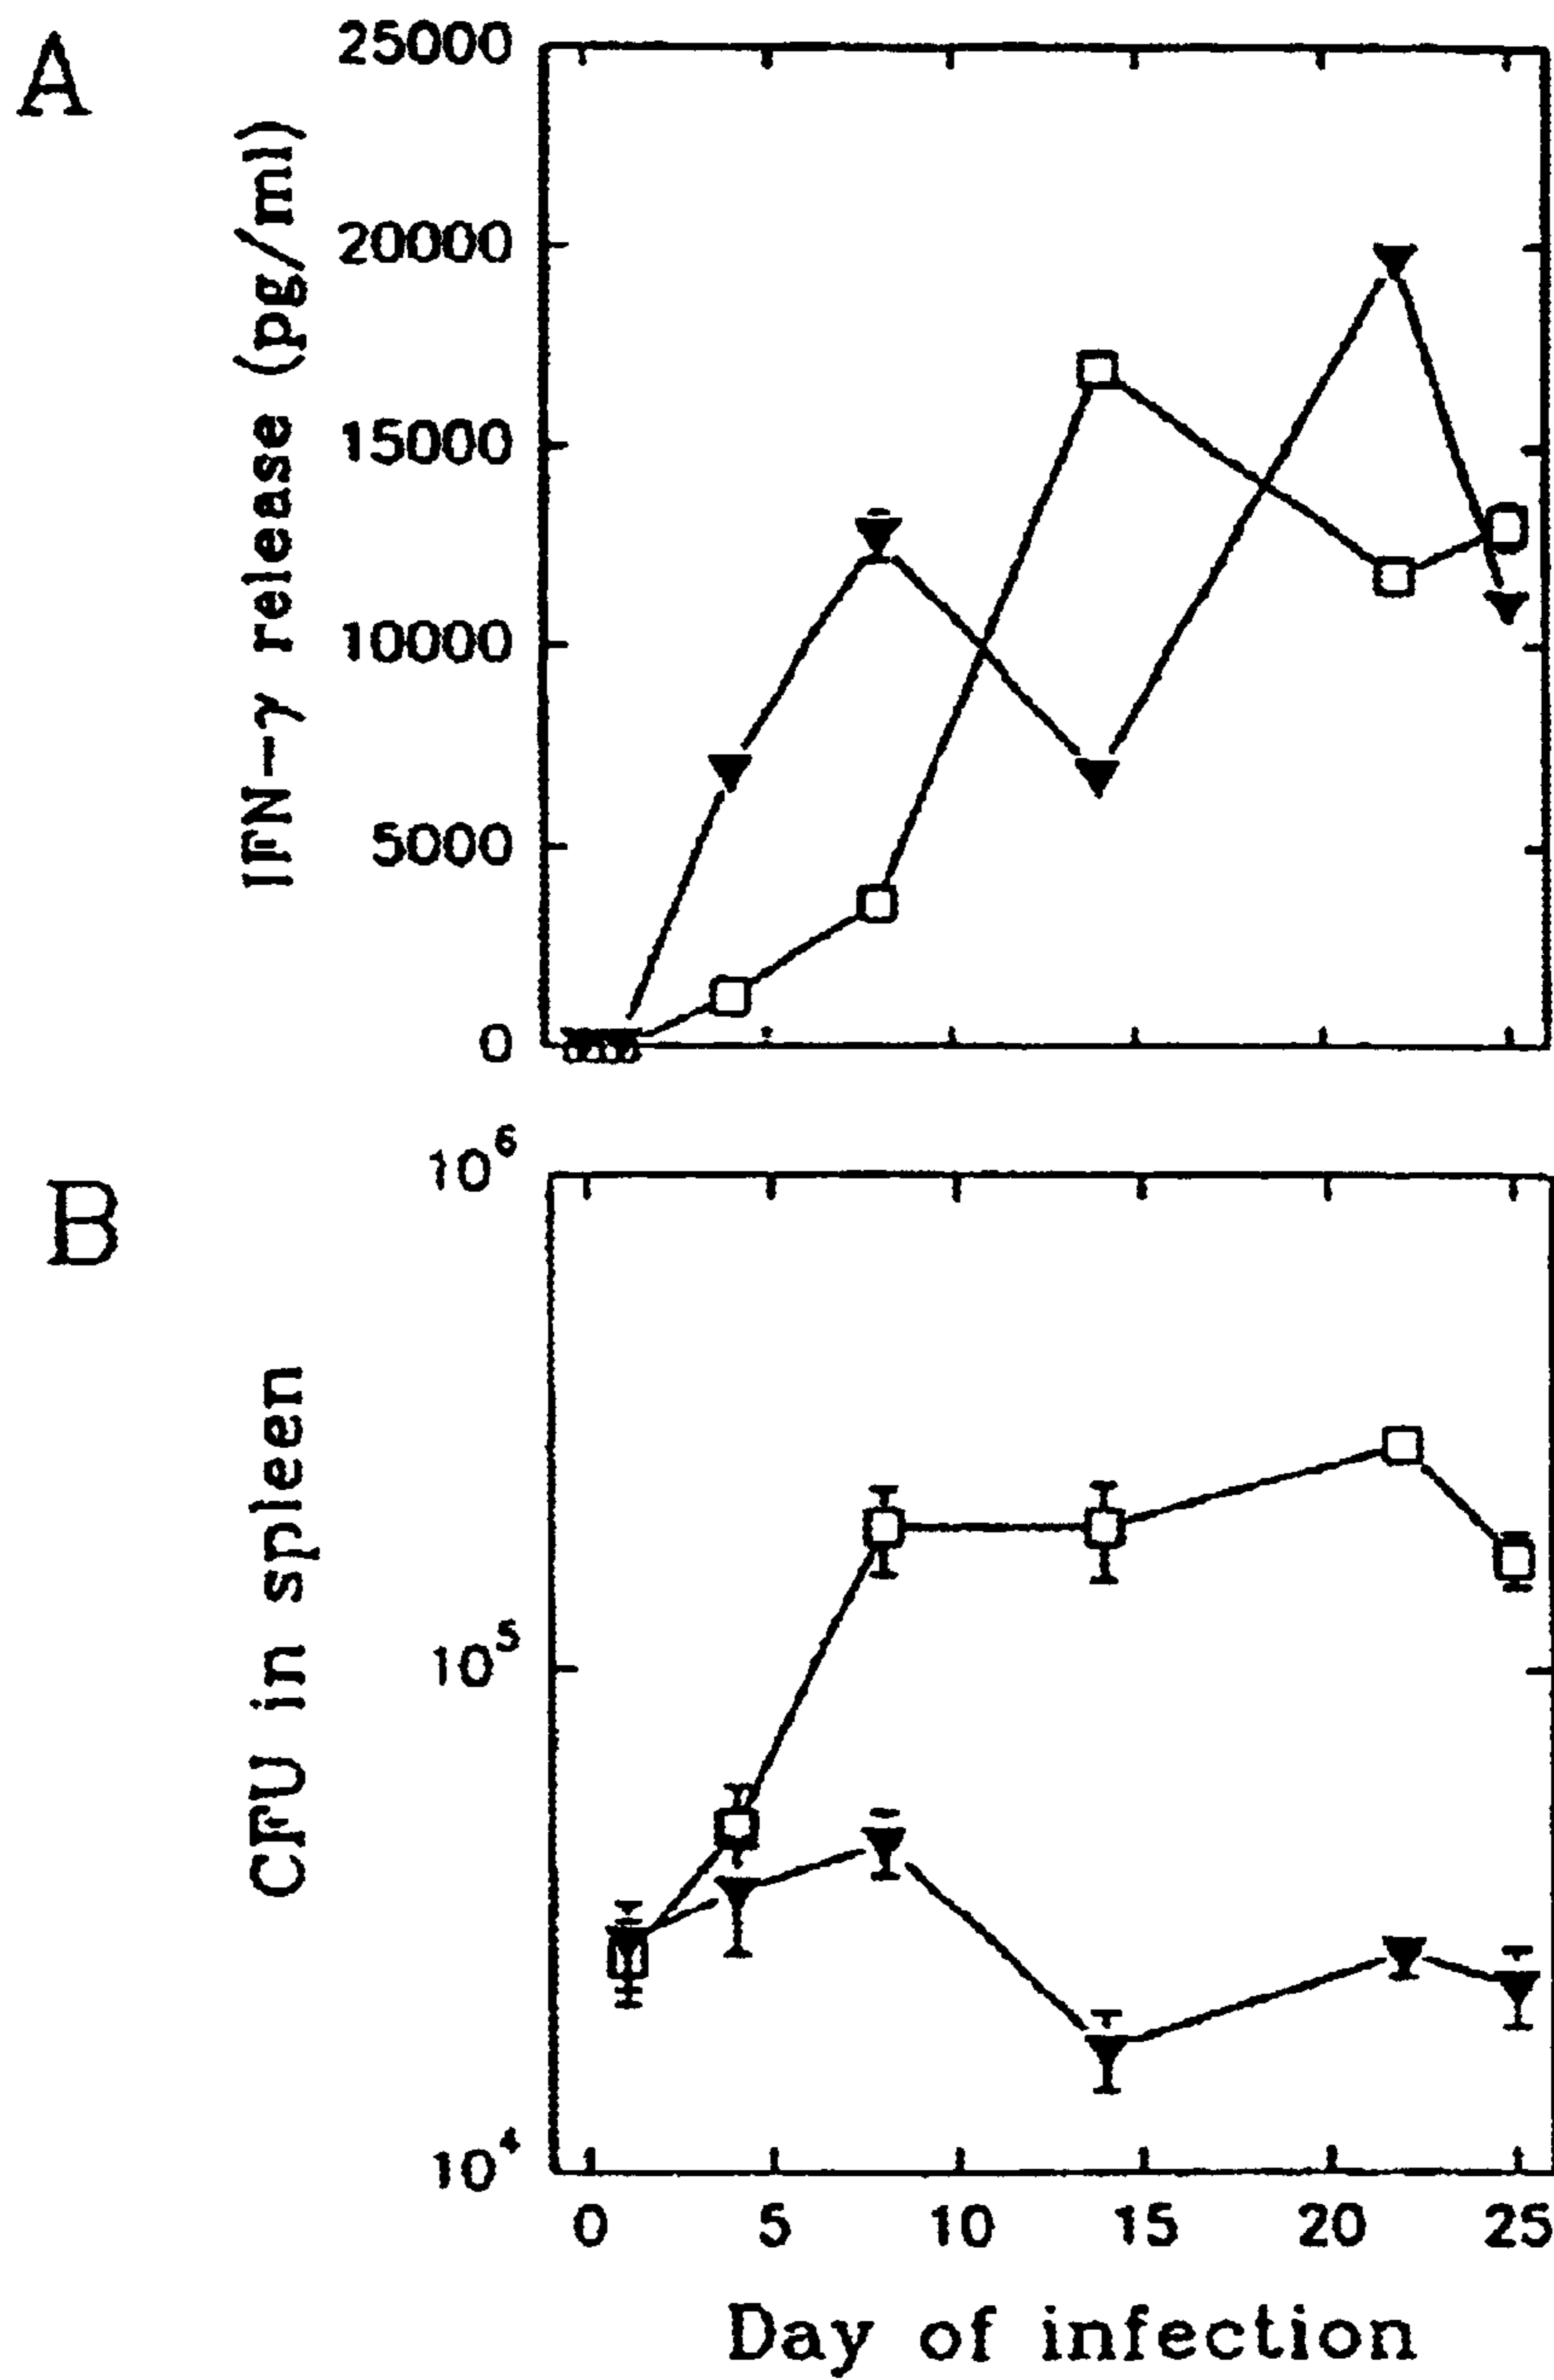 A
25000
20000
15000
10000
5000
0
IFN-γ release (pg/ml)
B
10⁶
10⁵
10⁴
CFU in spleen
0 5 10 15 20 25
Day of infection